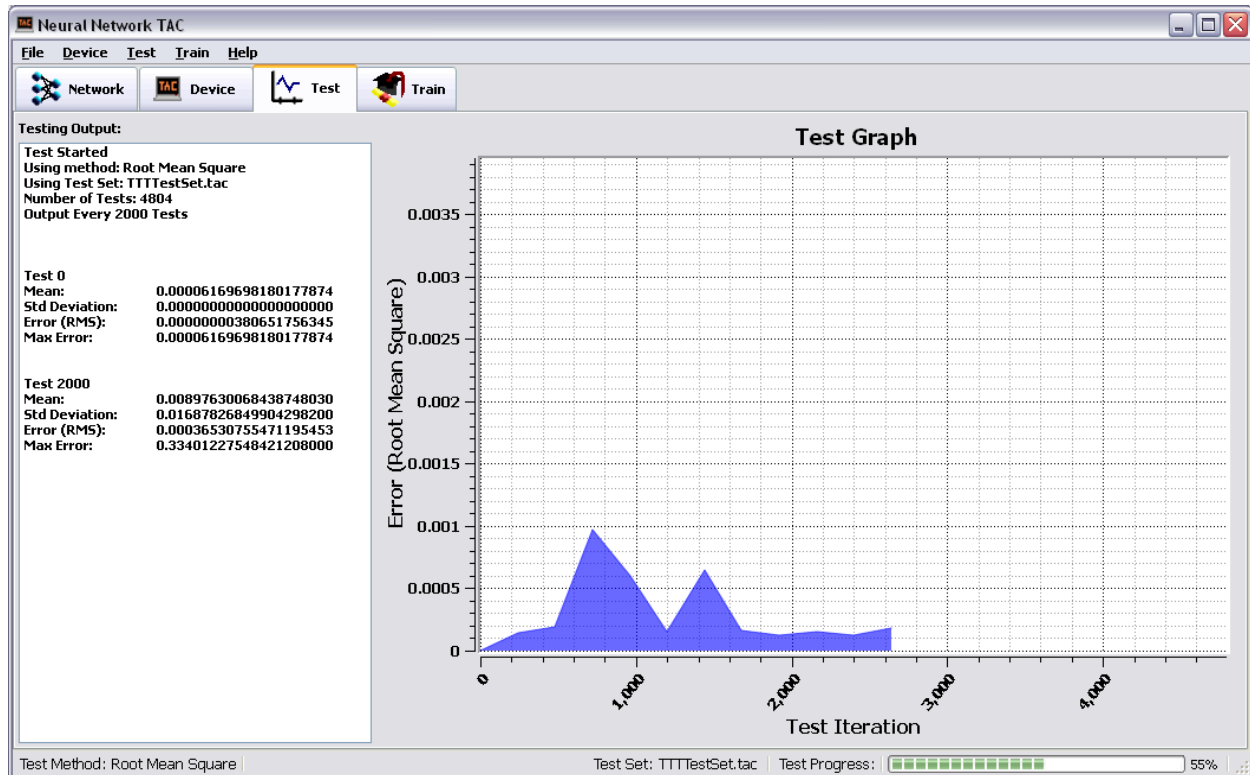 Neural Network TAC
File Device Test Train Help
Network
TAC Device
Test
Train
Testing Output:
Test Started
Using method: Root Mean Square
Using Test Set: TTTTestSet.tac
Number of Tests: 4804
Output Every 2000 Tests
Test 0
Mean: 0.00006169698180177874
Std Deviation: 0.00000000000000000000
Error (RMS): 0.00000000380651756345
Max Error: 0.00006169698180177874
Test 2000
Mean: 0.00897630068438748030
Std Deviation: 0.01687826849904298200
Error (RMS): 0.00036530755471195453
Max Error: 0.33401227548421208000
Test Graph
Error (Root Mean Square)
0.0035
0.003
0.0025
0.002
0.0015
0.001
0.0005
0
0 1,000 2,000 3,000 4,000
Test Iteration
Test Method: Root Mean Square
Test Set: TTTTestSet.tac
Test Progress: 55%